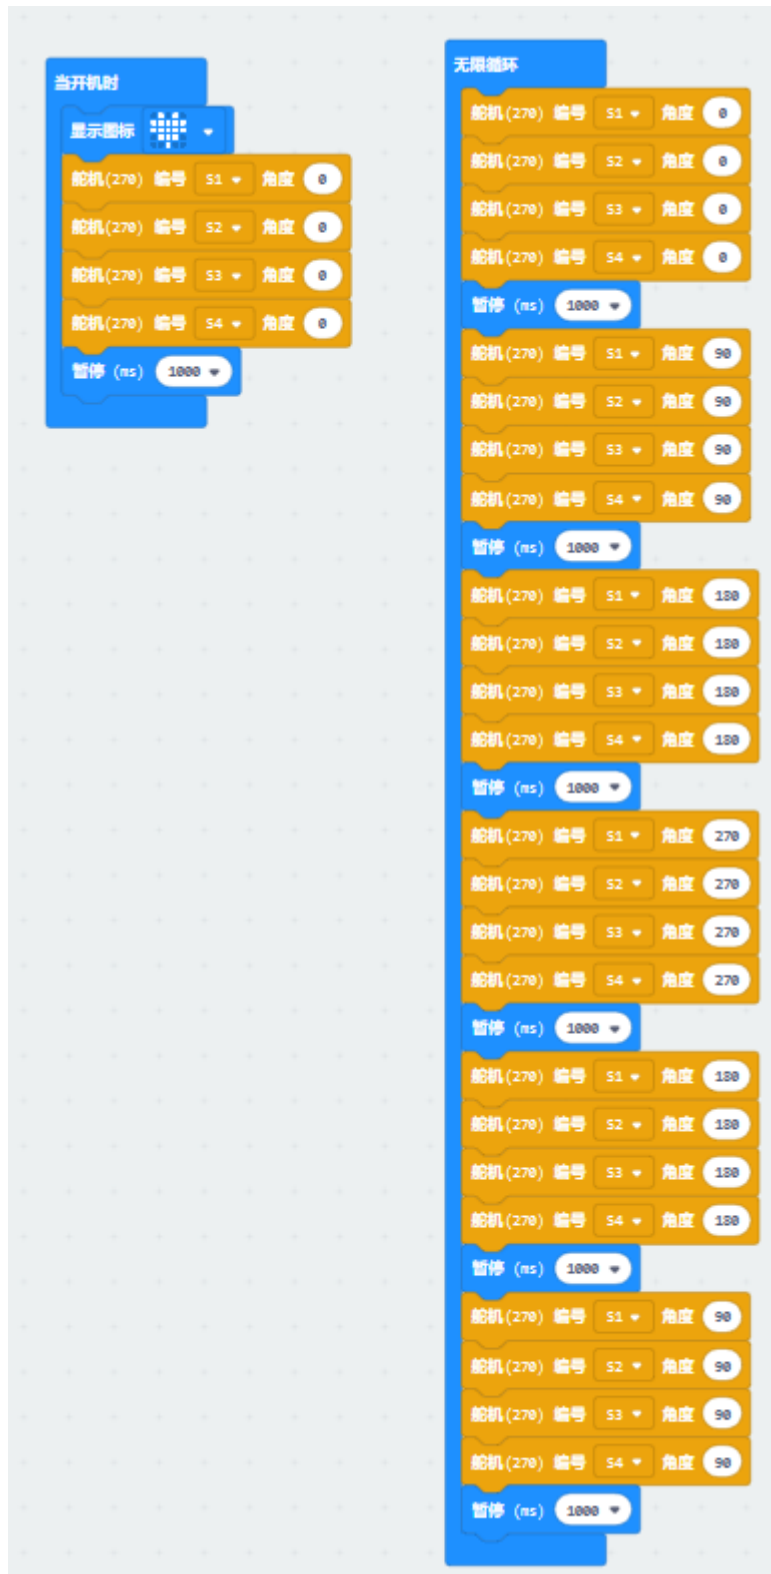 当开机时
显示图标
舵机(270) 编号 S1 角度 0
舵机(270) 编号 S2 角度 0
舵机(270) 编号 S3 角度 0
舵机(270) 编号 S4 角度 0
暂停 (ms) 1000
无限循环
舵机(270) 编号 S1 角度 0
舵机(270) 编号 S2 角度 0
舵机(270) 编号 S3 角度 0
舵机(270) 编号 S4 角度 0
暂停 (ms) 1000
舵机(270) 编号 S1 角度 90
舵机(270) 编号 S2 角度 90
舵机(270) 编号 S3 角度 90
舵机(270) 编号 S4 角度 90
暂停 (ms) 1000
舵机(270) 编号 S1 角度 180
舵机(270) 编号 S2 角度 180
舵机(270) 编号 S3 角度 180
舵机(270) 编号 S4 角度 180
暂停 (ms) 1000
舵机(270) 编号 S1 角度 270
舵机(270) 编号 S2 角度 270
舵机(270) 编号 S3 角度 270
舵机(270) 编号 S4 角度 270
暂停 (ms) 1000
舵机(270) 编号 S1 角度 180
舵机(270) 编号 S2 角度 180
舵机(270) 编号 S3 角度 180
舵机(270) 编号 S4 角度 180
暂停 (ms) 1000
舵机(270) 编号 S1 角度 90
舵机(270) 编号 S2 角度 90
舵机(270) 编号 S3 角度 90
舵机(270) 编号 S4 角度 90
暂停 (ms) 1000